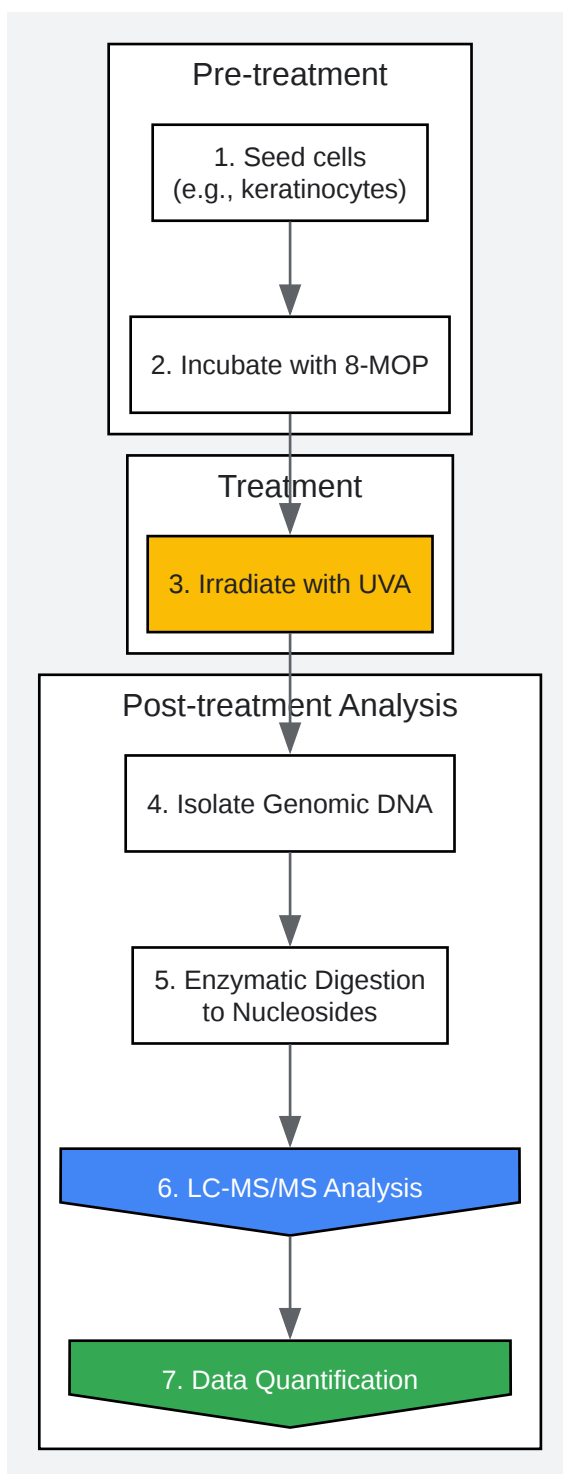 Pre-treatment
1. Seed cells
(e.g., keratinocytes)
2. Incubate with 8-MOP
Treatment
3. Irradiate with UVA
Post-treatment Analysis
4. Isolate Genomic DNA
5. Enzymatic Digestion
to Nucleosides
6. LC-MS/MS Analysis
7. Data Quantification